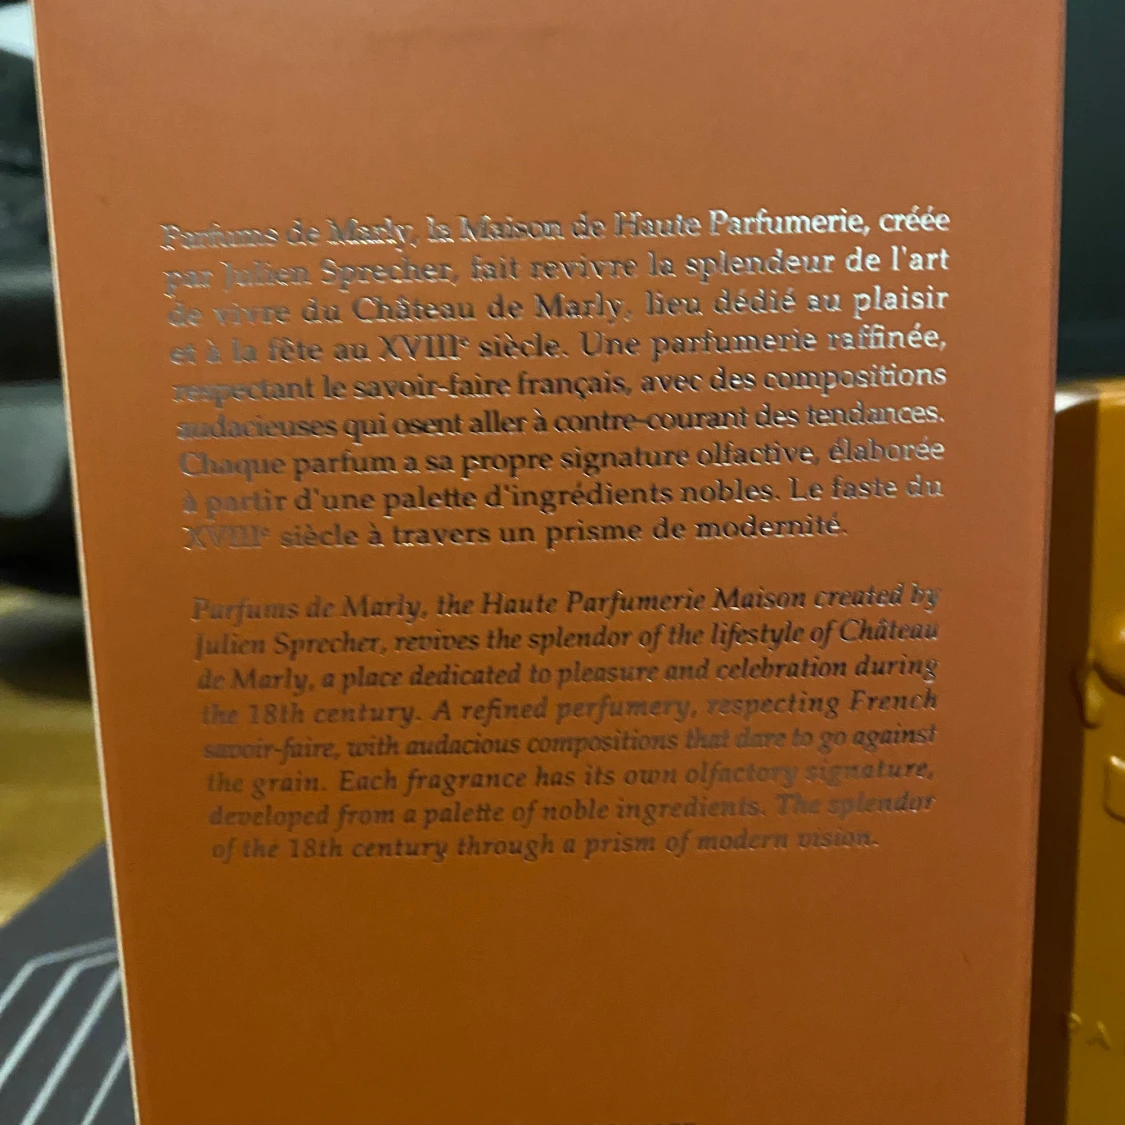 Parfums de Marly, la Maison de Haute Parfumerie, créée
par Julien Sprecher, fait revivre la splendeur de l'art
de vivre du Château de Marly, lieu dédié au plaisir
et à la fête au XVIIIᵉ siècle. Une parfumerie raffinée,
respectant le savoir-faire français, avec des compositions
audacieuses qui osent aller à contre-courant des tendances.
Chaque parfum a sa propre signature olfactive, élaborée
à partir d'une palette d'ingrédients nobles. Le faste du
XVIIIᵉ siècle à travers un prisme de modernité.
Parfums de Marly, the Haute Parfumerie Maison created by
Julien Sprecher, revives the splendor of the lifestyle of Château
de Marly, a place dedicated to pleasure and celebration during
the 18th century. A refined perfumery, respecting French
savoir-faire, with audacious compositions that dare to go against
the grain. Each fragrance has its own olfactory signature,
developed from a palette of noble ingredients. The splendor
of the 18th century through a prism of modern vision.